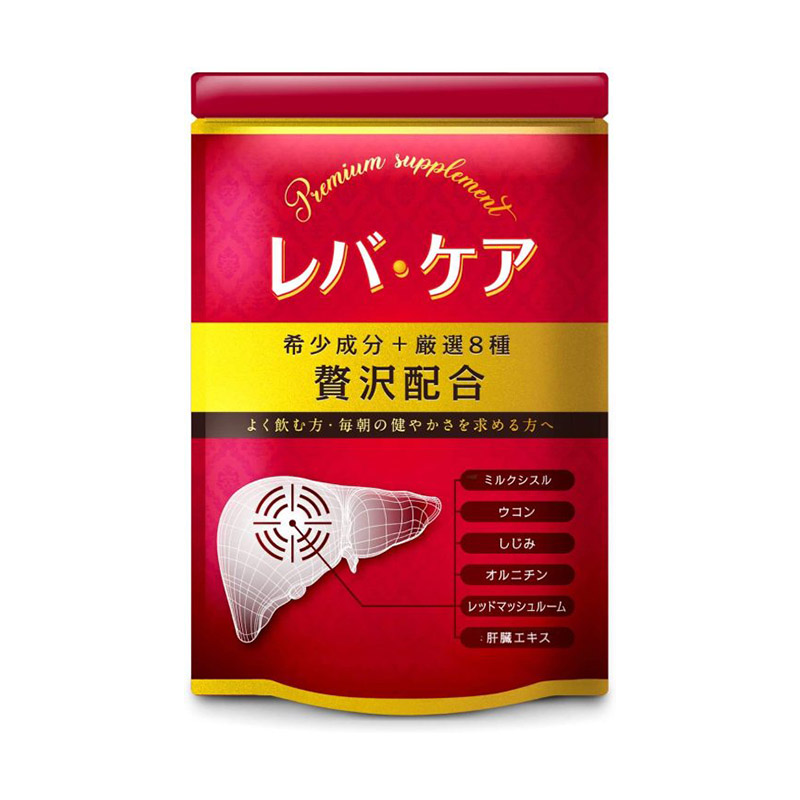 Premium supplement
レバ・ケア
希少成分+厳選8種
贅沢配合
よく飲む方・毎朝の健やかさを求める方へ
ミルクシスル
ウコン
しじみ
オルニチン
レッドマッシュルーム
:肝臓エキス